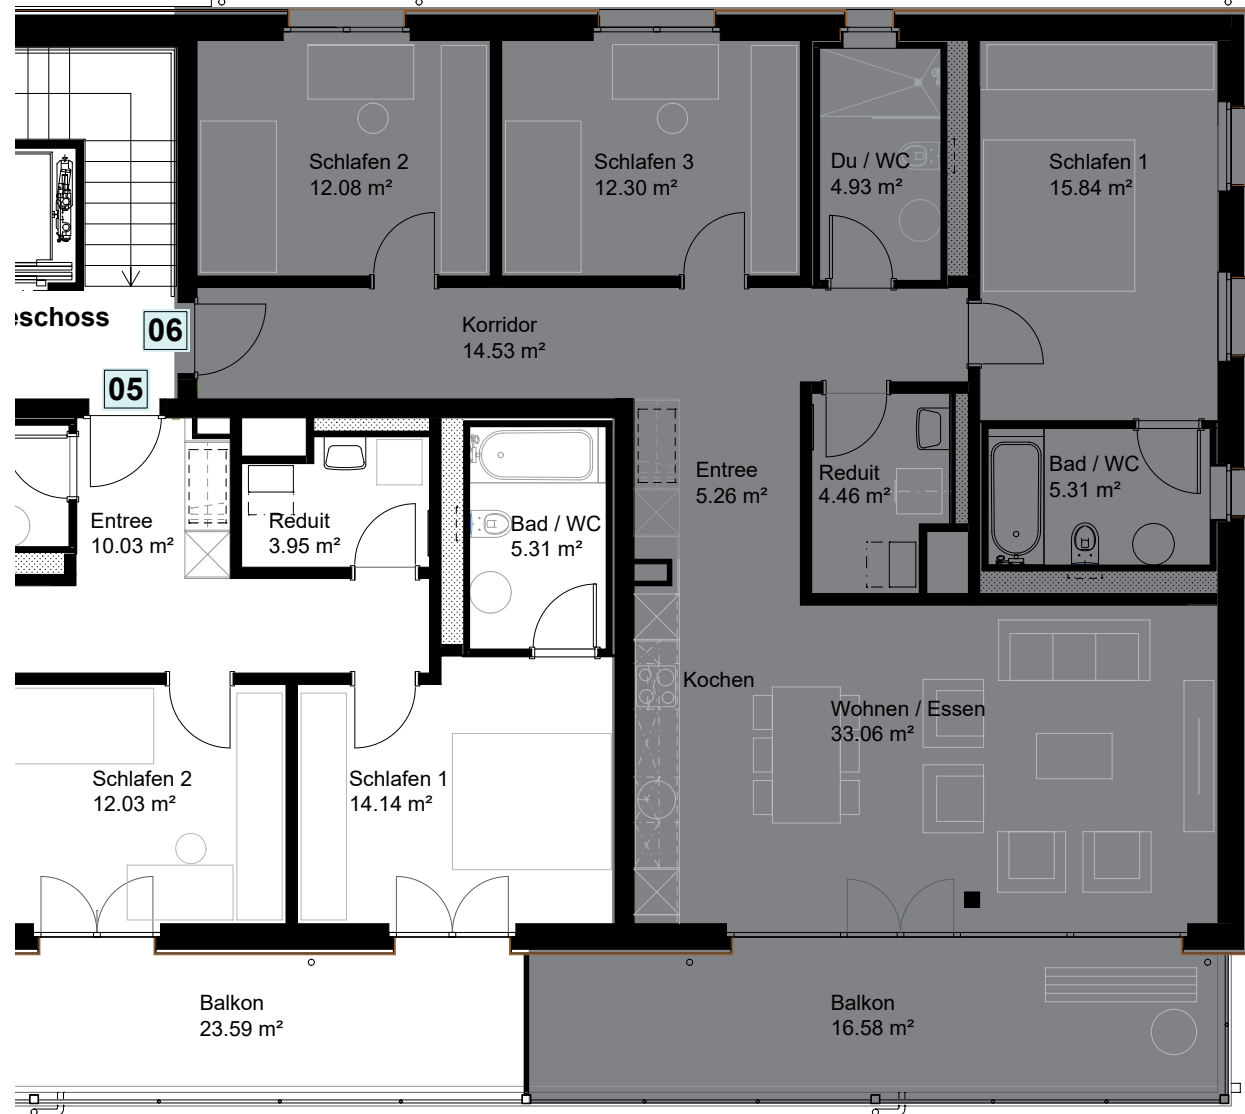 Schlafen 2
12.08 m²
Schlafen 3
12.30 m²
Du / WC
4.93 m²
Schlafen 1
15.84 m²
eschoss
06
Korridor
14.53 m²
05
Entree
5.26 m²
Reduit
4.46 m²
Bad / WC
5.31 m²
Entree
10.03 m²
Reduit
3.95 m²
Bad / WC
5.31 m²
Kochen
Wohnen / Essen
33.06 m²
Schlafen 2
12.03 m²
Schlafen 1
14.14 m²
Balkon
23.59 m²
Balkon
16.58 m²